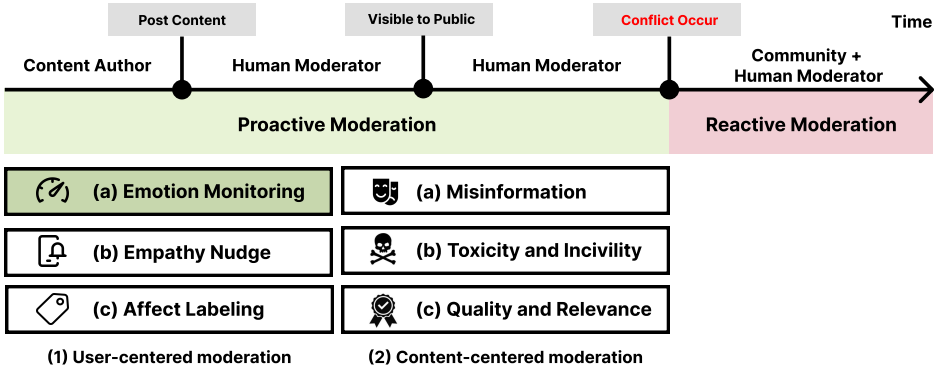 Post Content
Visible to Public
Conflict Occur
Time
Content Author
Human Moderator
Human Moderator
Community +
Human Moderator
Proactive Moderation
Reactive Moderation
(a) Emotion Monitoring
(b) Empathy Nudge
(c) Affect Labeling
(1) User-centered moderation
(a) Misinformation
(b) Toxicity and Incivility
(c) Quality and Relevance
(2) Content-centered moderation